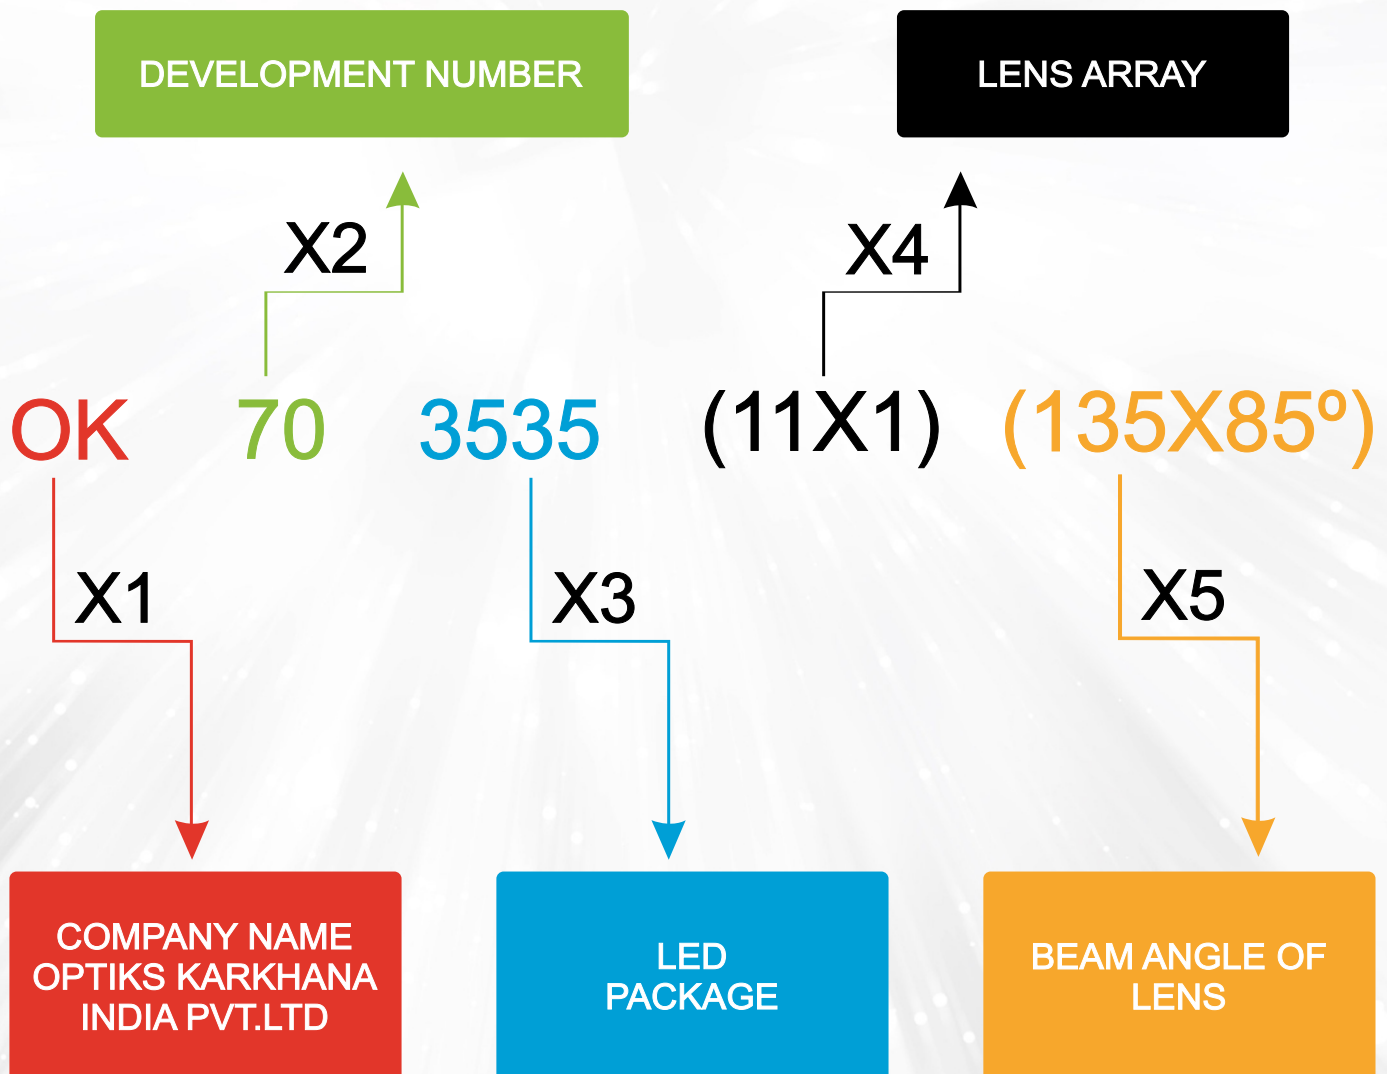 DEVELOPMENT NUMBER
LENS ARRAY
X2
X4
OK 70 3535 (11X1) (135X85º)
X1
X3
X5
COMPANY NAME
OPTIKS KARKHANA
INDIA PVT.LTD
LED
PACKAGE
BEAM ANGLE OF
LENS